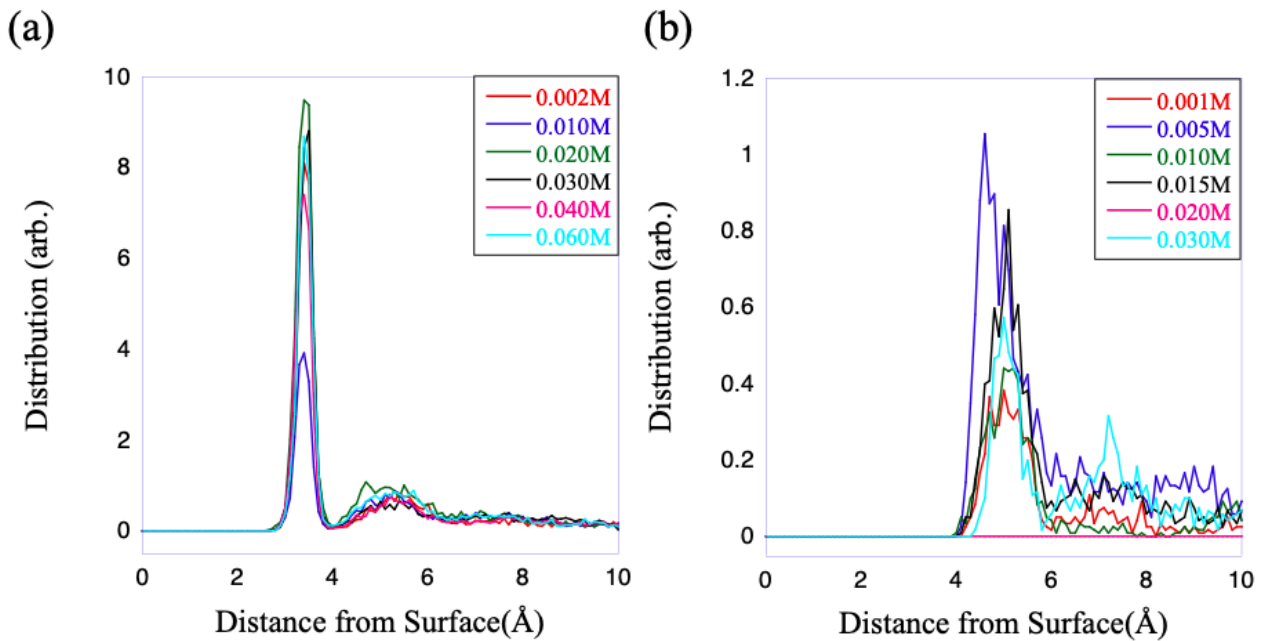 (a)
10
8
6
4
2
0
0 2 4 6 8 10
Distribution (arb.)
Distance from Surface(Å)
0.002M
0.010M
0.020M
0.030M
0.040M
0.060M
(b)
1.2
1
0.8
0.6
0.4
0.2
0
0 2 4 6 8 10
Distribution (arb.)
Distance from Surface(Å)
0.001M
0.005M
0.010M
0.015M
0.020M
0.030M